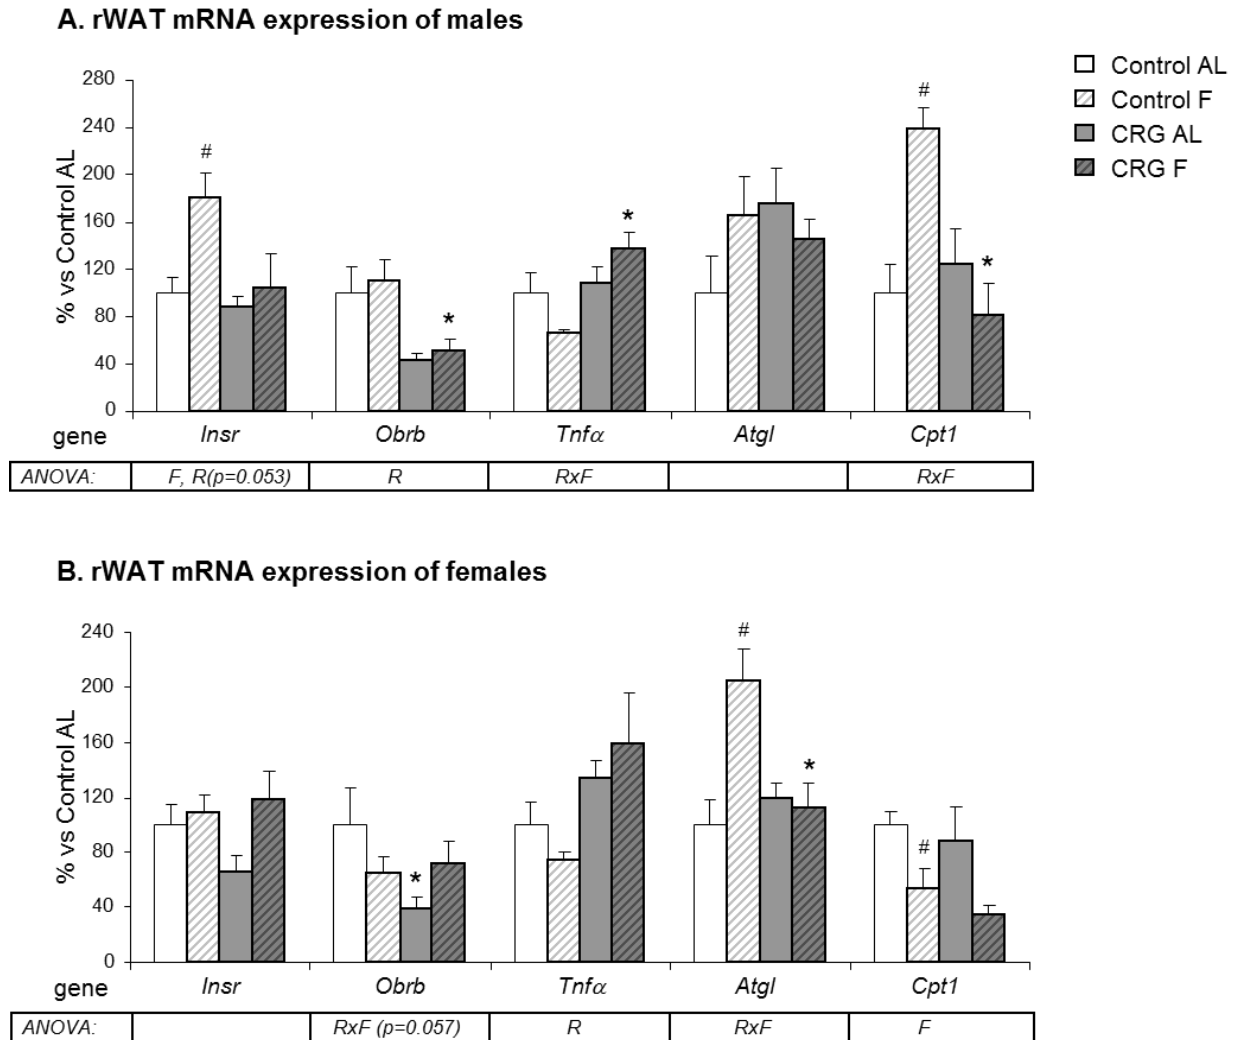 A. rWAT mRNA expression of males
Control AL
Control F
CRG AL
CRG F
% vs Control AL
280
240
200
160
120
80
40
0
#
*
*
#
*
gene Insr Obrb Tnfα Atgl Cpt1
ANOVA: F, R(p=0.053) R RxF RxF
B. rWAT mRNA expression of females
% vs Control AL
240
200
160
120
80
40
0
*
#
*
#
gene Insr Obrb Tnfα Atgl Cpt1
ANOVA: RxF (p=0.057) R RxF F